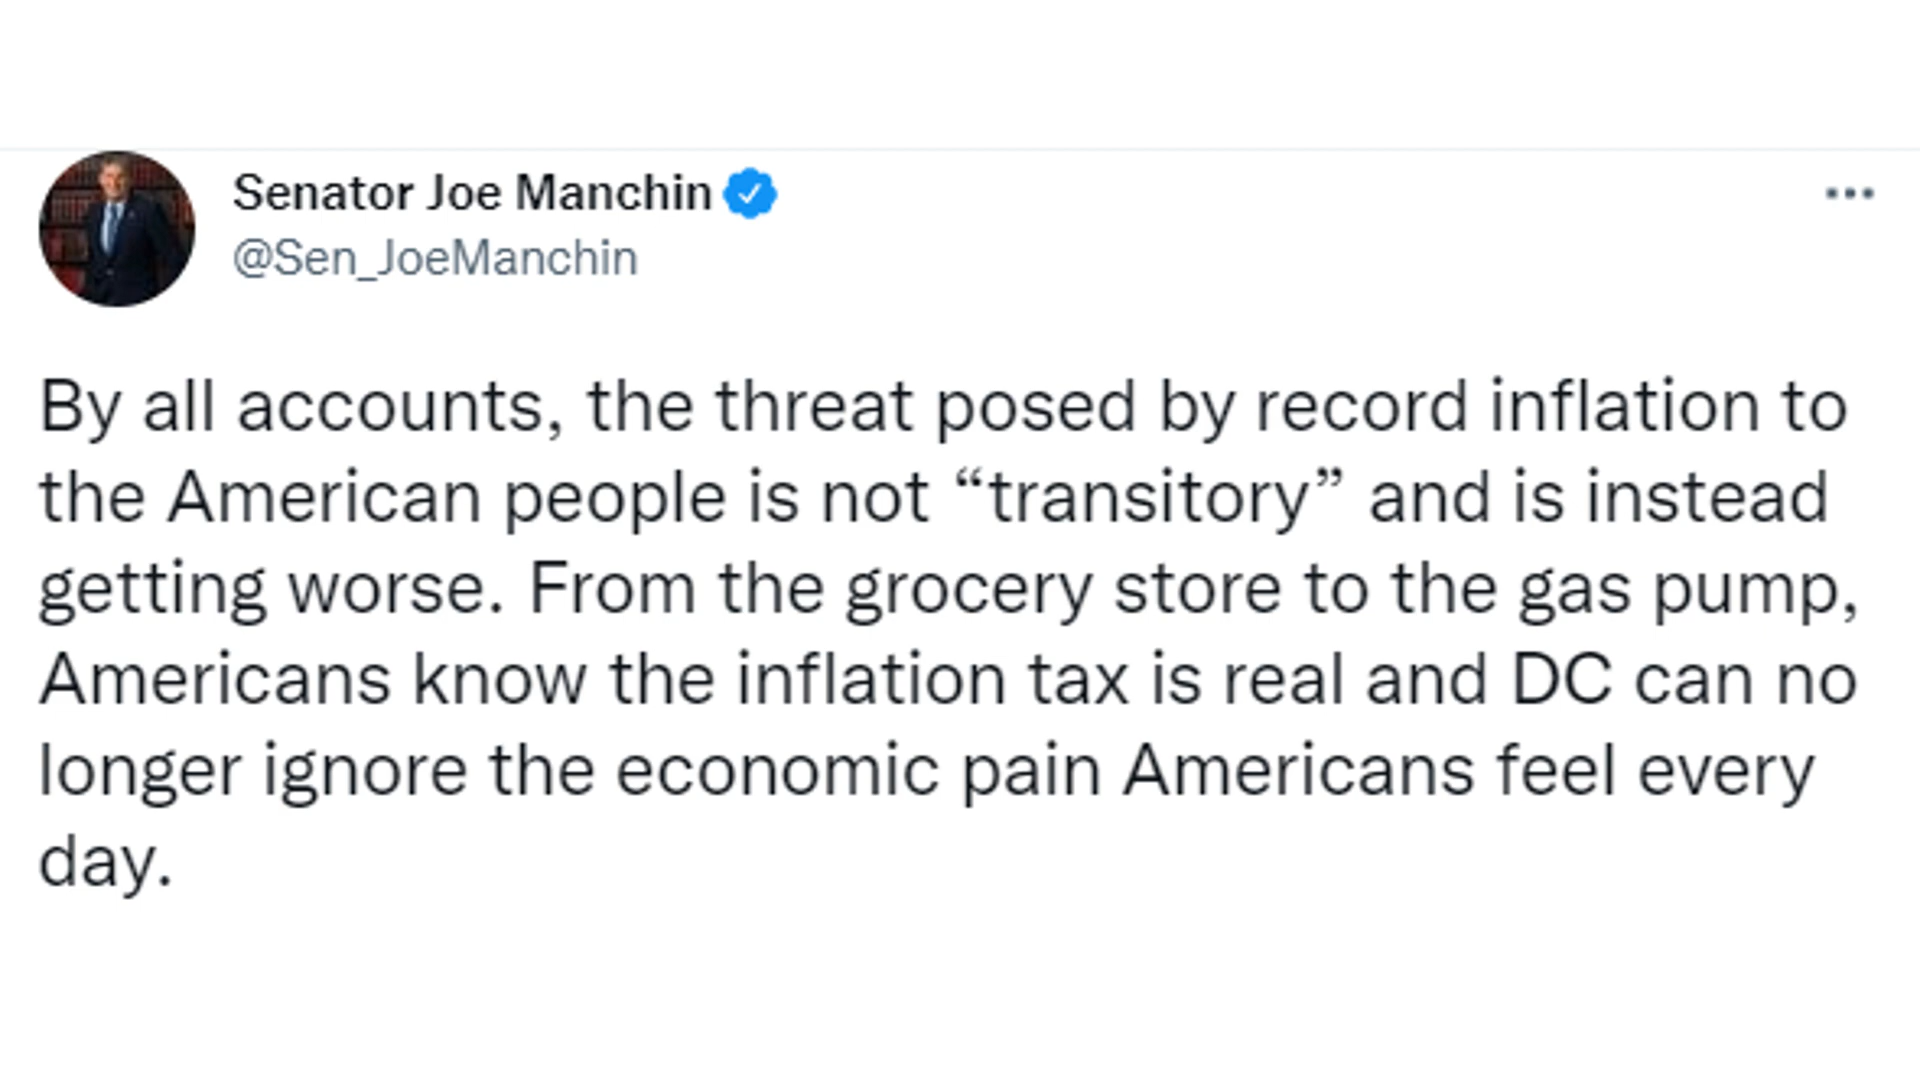 Senator Joe Manchin
@Sen_JoeManchin
By all accounts, the threat posed by record inflation to
the American people is not “transitory” and is instead
getting worse. From the grocery store to the gas pump,
Americans know the inflation tax is real and DC can no
longer ignore the economic pain Americans feel every
day.